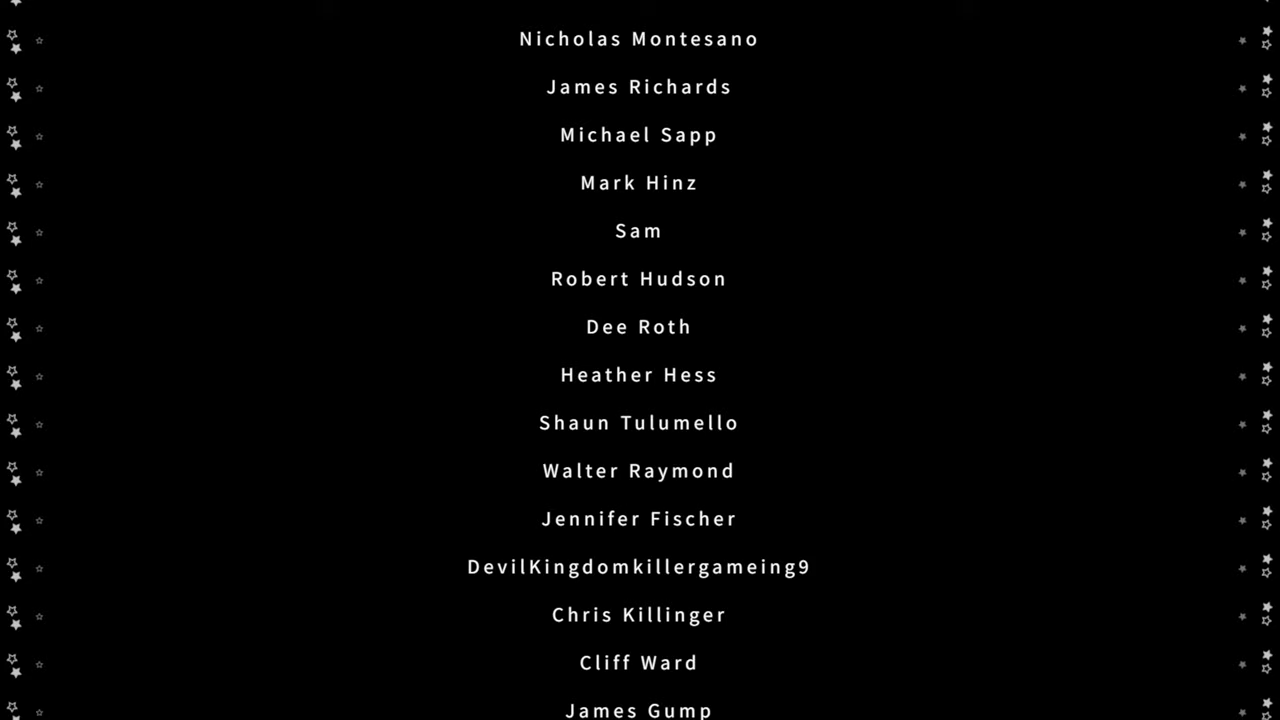 Nicholas Montesano
James Richards
Michael Sapp
Mark Hinz
Sam
Robert Hudson
Dee Roth
Heather Hess
Shaun Tulumello
Walter Raymond
Jennifer Fischer
DevilKingdomkillergameing9
Chris Killinger
Cliff Ward
James Gump